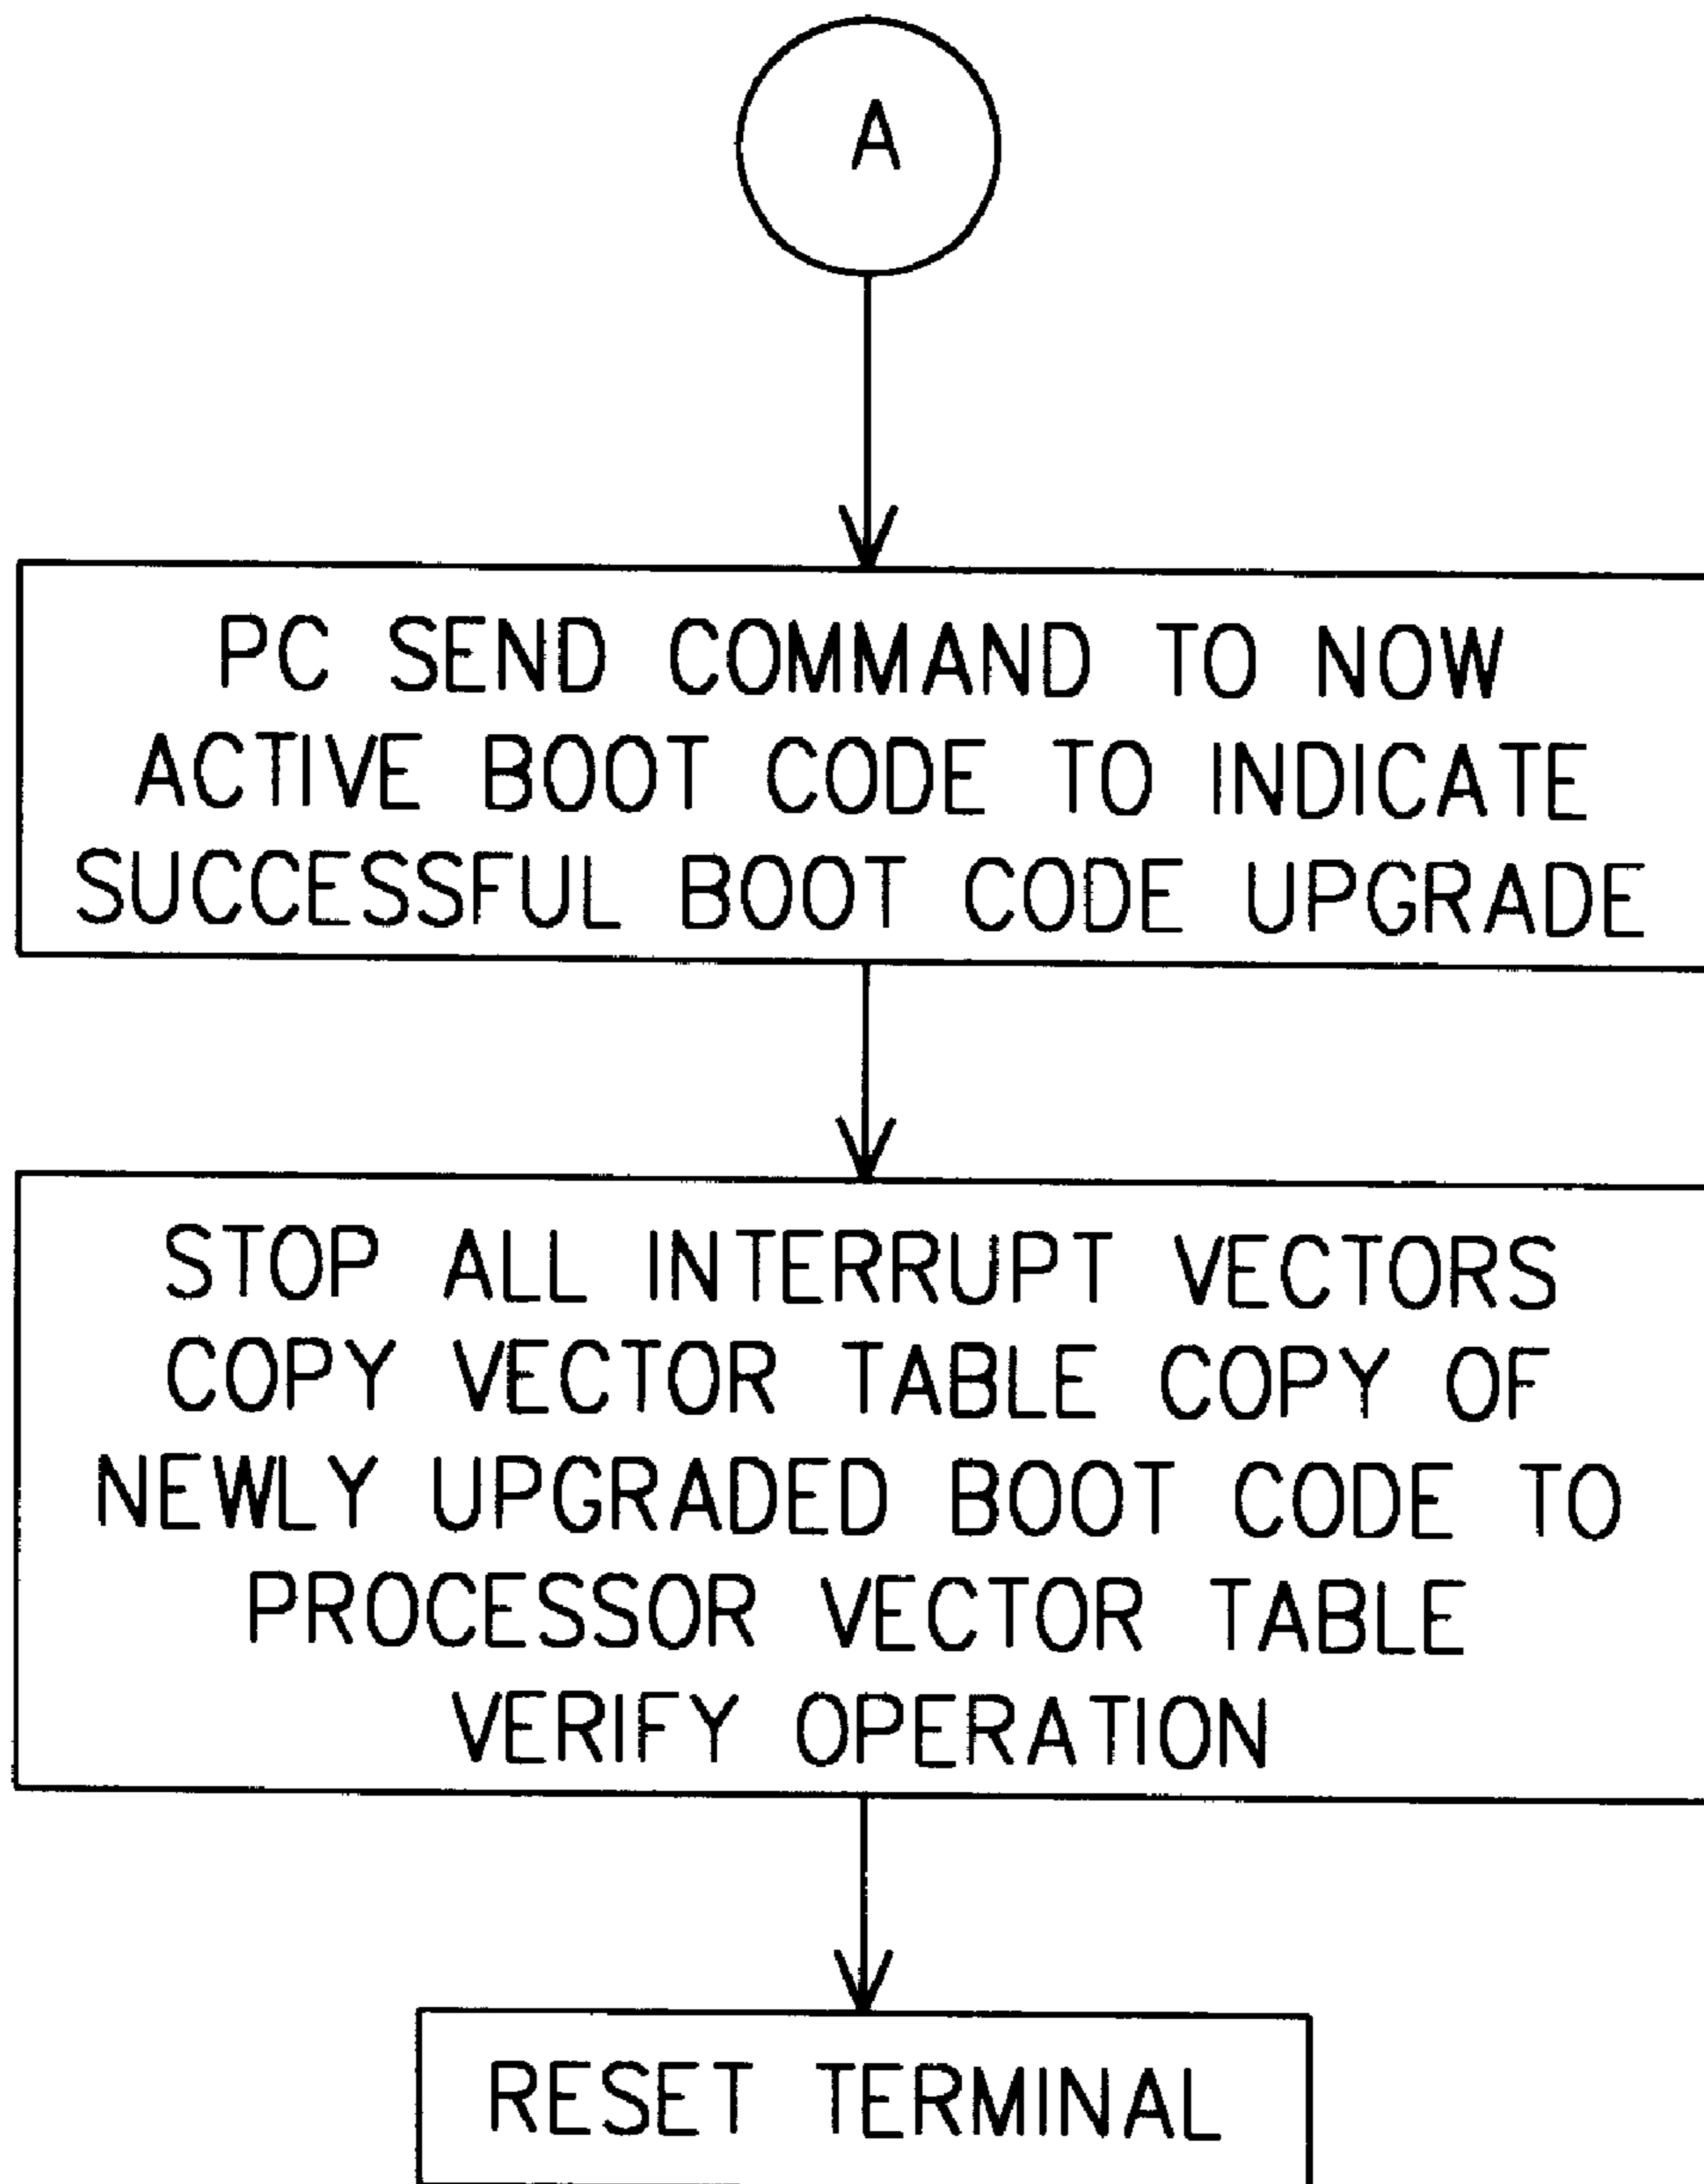 A
PC SEND COMMAND TO NOW
ACTIVE BOOT CODE TO INDICATE
SUCCESSFUL BOOT CODE UPGRADE
STOP ALL INTERRUPT VECTORS
COPY VECTOR TABLE COPY OF
NEWLY UPGRADED BOOT CODE TO
PROCESSOR VECTOR TABLE
VERIFY OPERATION
RESET TERMINAL